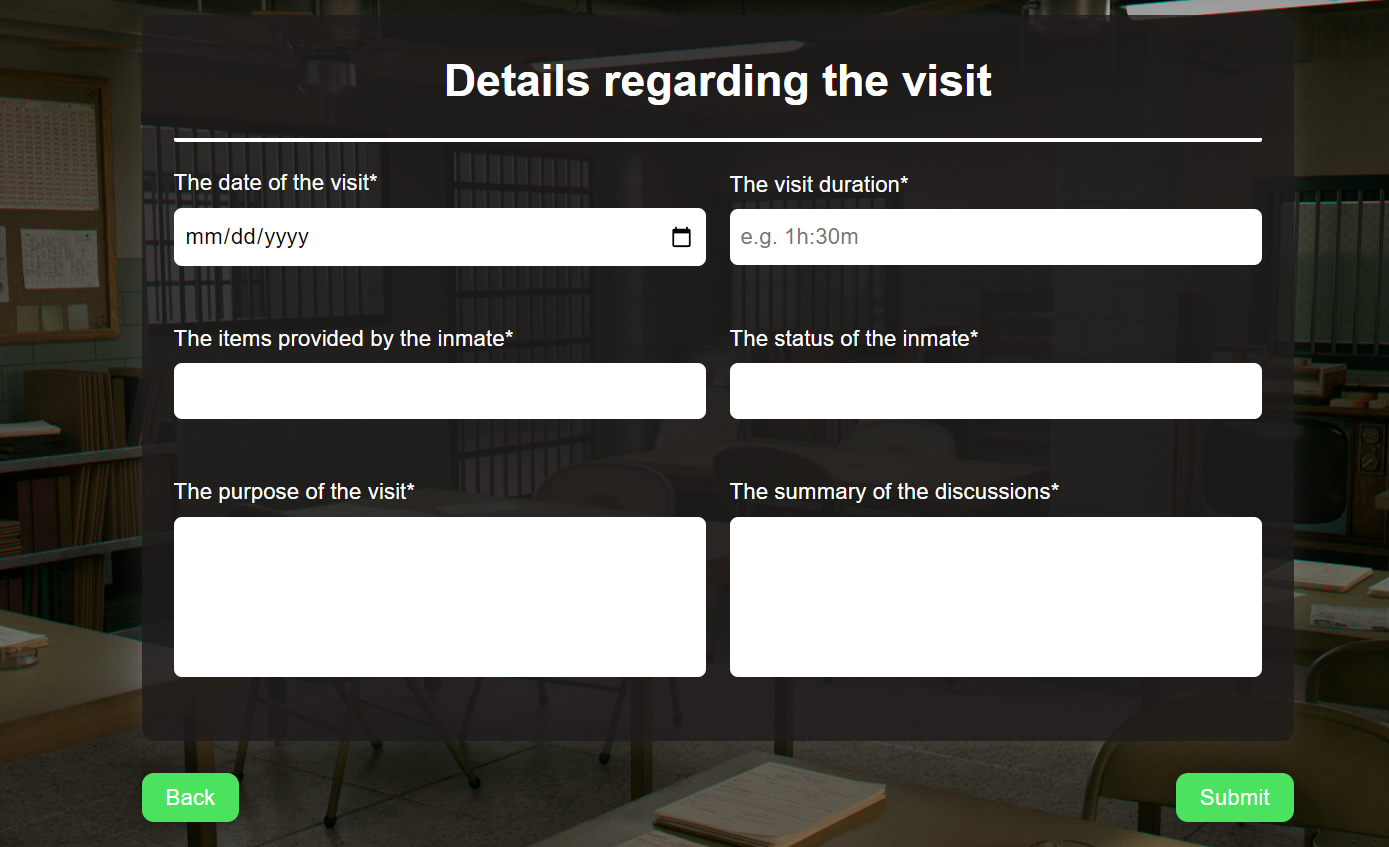 Details regarding the visit
The date of the visit*
The visit duration*
mm/dd/yyyy
e.g. 1h:30m
The items provided by the inmate*
The status of the inmate*
The purpose of the visit*
The summary of the discussions*
Back
Submit